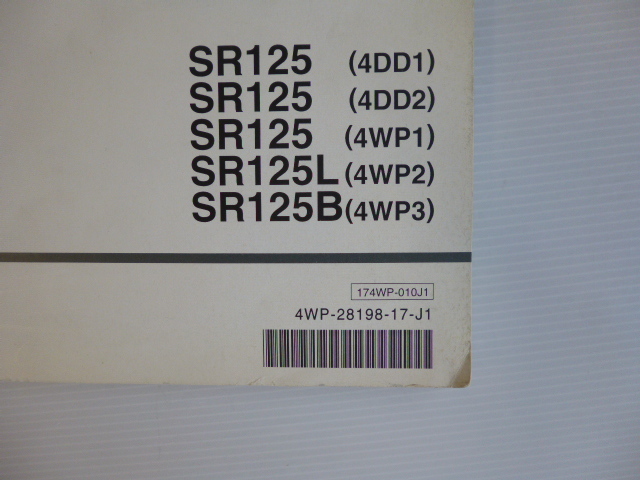 SR125 (4DD1)
SR125 (4DD2)
SR125 (4WP1)
SR125L (4WP2)
SR125B (4WP3)
174WP-010J1
4WP-28198-17-J1